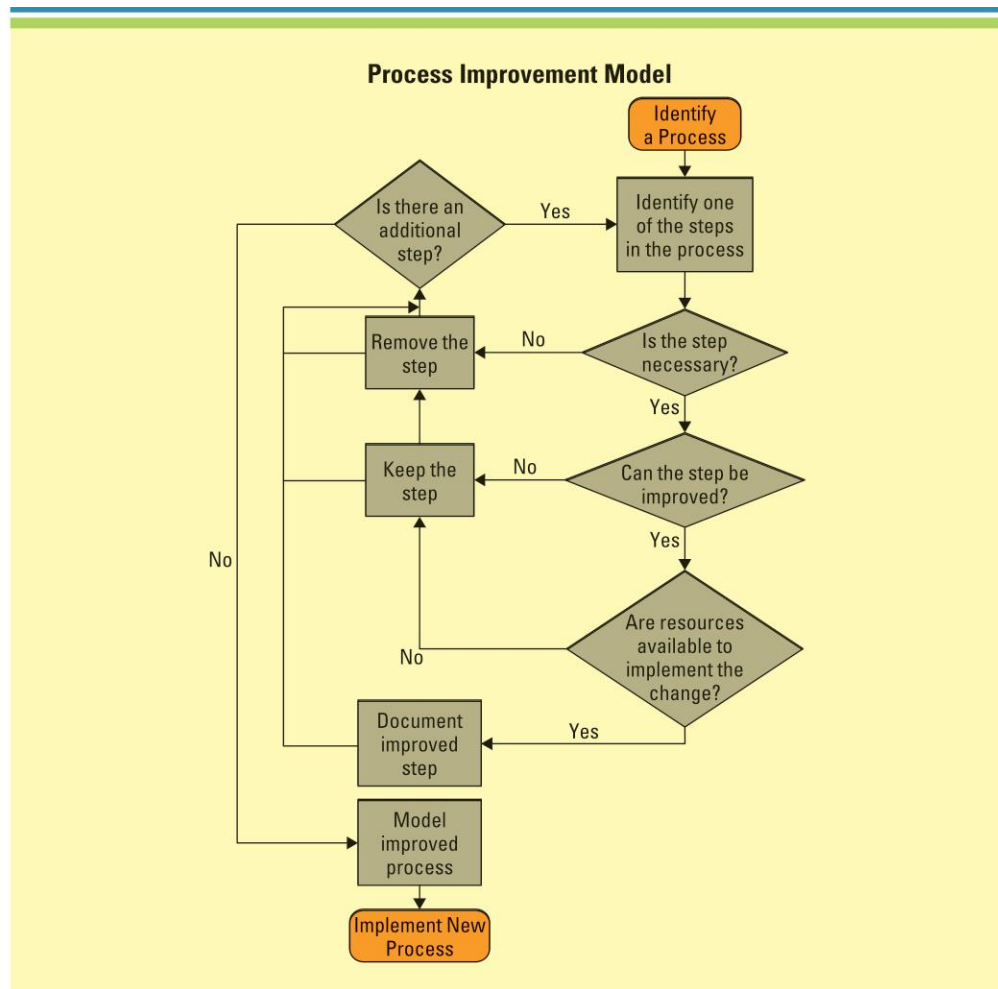 Process Improvement Model
Identify
a Process
Is there an
additional
step?
Yes
Identify one
of the steps
in the process
Remove the
step
No
Is the step
necessary?
Yes
Keep the
step
No
Can the step be
improved?
Yes
No
Are resources
available to
implement the
change?
No
Document
improved
step
Yes
Model
improved
process
Implement New
Process